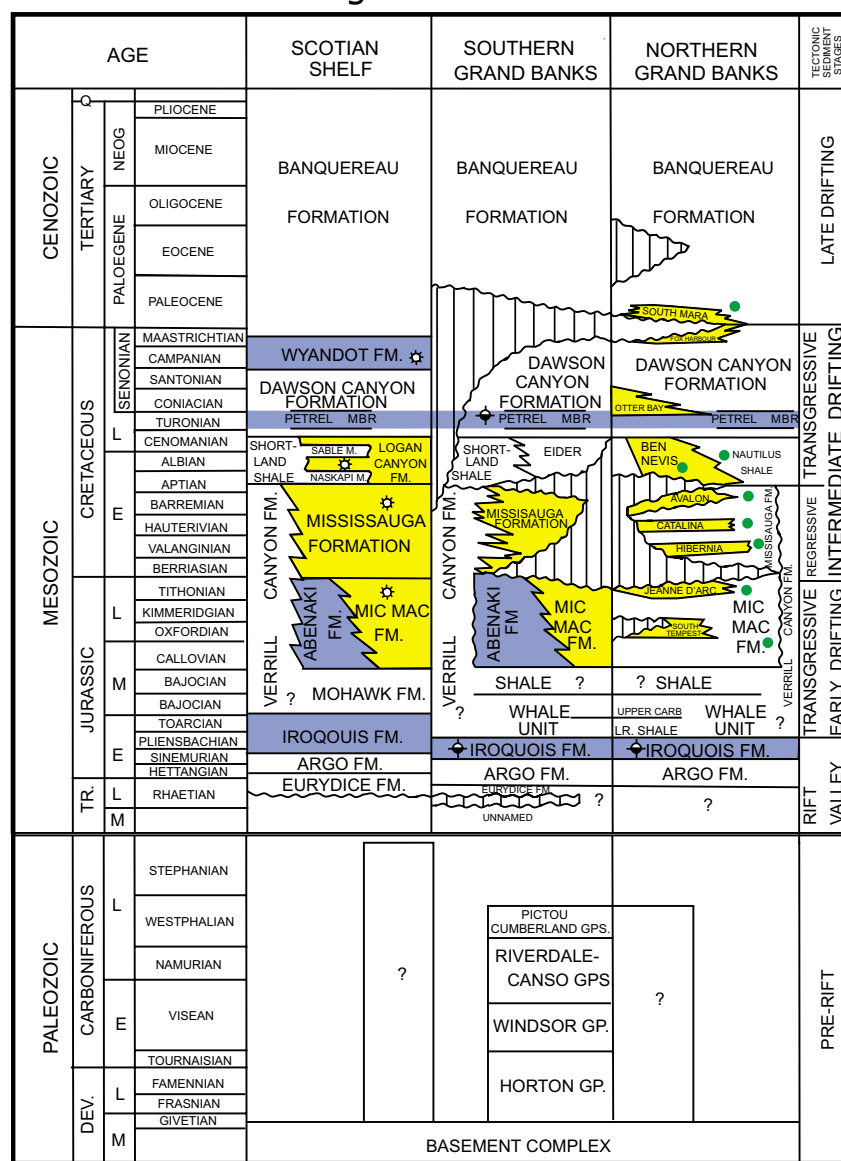 AGE
SCOTIAN
SHELF
SOUTHERN
GRAND BANKS
NORTHERN
GRAND BANKS
TECTONIC
SEDIMENT
STAGES
CENOZOIC
TERTIARY
Q
NEOG
PALOEGENE
PLIOCENE
MIOCENE
OLIGOCENE
EOCENE
PALEOCENE
MESOZOIC
CRETACEOUS
SENONIAN
L
E
MAASTRICHTIAN
CAMPANIAN
SANTONIAN
CONIACIAN
TURONIAN
CENOMANIAN
ALBIAN
APTIAN
BARREMIAN
HAUTERIVIAN
VALANGINIAN
BERRIASIAN
JURASSIC
L
M
E
TITHONIAN
KIMMERIDGIAN
OXFORDIAN
CALLOVIAN
BAJOCIAN
BAJOCIAN
TOARCIAN
PLIENSBACHIAN
SINEMURIAN
HETTANGIAN
TR.
L
M
RHAETIAN
PALEOZOIC
CARBONIFEROUS
L
E
STEPHANIAN
WESTPHALIAN
NAMURIAN
VISEAN
TOURNAISIAN
DEV.
L
M
FAMENNIAN
FRASNIAN
GIVETIAN
BANQUEREAU
FORMATION
WYANDOT FM.
DAWSON CANYON
FORMATION
PETREL MBR
SHORT-
LAND
SHALE
SABLE M.
NASKAPI M.
LOGAN
CANYON
FM.
MISSISSAUGA
FORMATION
VERRILL CANYON FM.
ABENAKI
FM.
MIC MAC
FM.
?
MOHAWK FM.
IROQOUIS FM.
ARGO FM.
EURYDICE FM.
?
BANQUEREAU
FORMATION
DAWSON
CANYON
FORMATION
PETREL MBR
SHORT-
LAND
SHALE
EIDER
MISSISAUGA
FORMATION
VERRILL CANYON FM.
ABENAKI
FM
MIC
MAC
FM.
SHALE ?
?
WHALE
UNIT
IROQUOIS FM.
ARGO FM.
EURYDICE FM
?
UNNAMED
PICTOU
CUMBERLAND GPS.
RIVERDALE-
CANSO GPS
WINDSOR GP.
HORTON GP.
BANQUEREAU
FORMATION
SOUTH MARA
FOX HARBOUR
DAWSON CANYON
FORMATION
OTTER BAY
PETREL MBR
BEN
NEVIS
NAUTILUS
SHALE
AVALON
CATALINA
HIBERNIA
MISSISAUGA FM.
JEANNE D'ARC
SOUTH
TEMPEST
MIC
MAC
FM.
VERRILL CANYON FM.
? SHALE
UPPER CARB
LR. SHALE
WHALE
UNIT
?
IROQUOIS FM.
ARGO FM.
?
?
BASEMENT COMPLEX
LATE DRIFTING
TRANSGRESSIVE
REGRESSIVE
INTERMEDIATE DRIFTING
TRANSGRESSIVE
EARLY DRIFTING
RIFT
VALLEY
PRE-RIFT